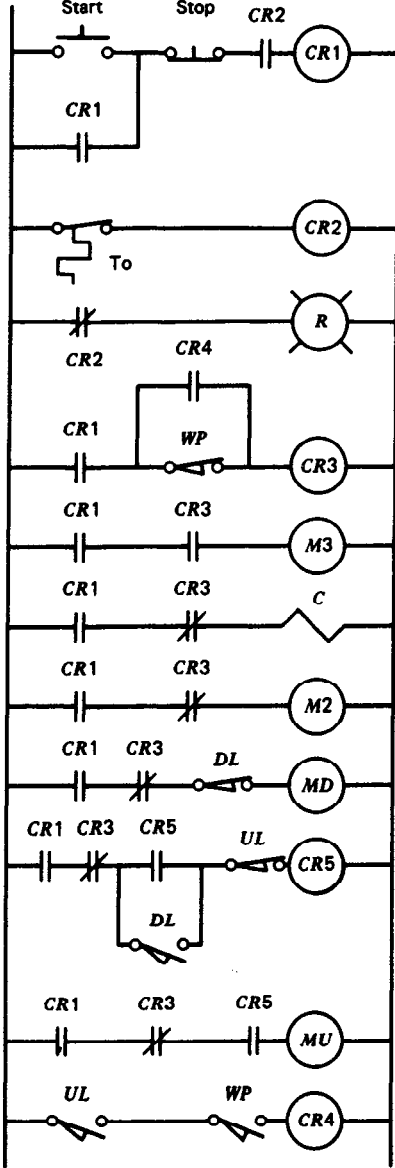 Start Stop CR2
CR1
CR1
CR2
To
R
CR2 CR4
CR1 WP
CR3
CR1 CR3
M3
CR1 CR3 C
CR1 CR3
M2
CR1 CR3 DL
MD
CR1 CR3 CR5 UL
CR5
DL
CR1 CR3 CR5
MU
UL WP
CR4